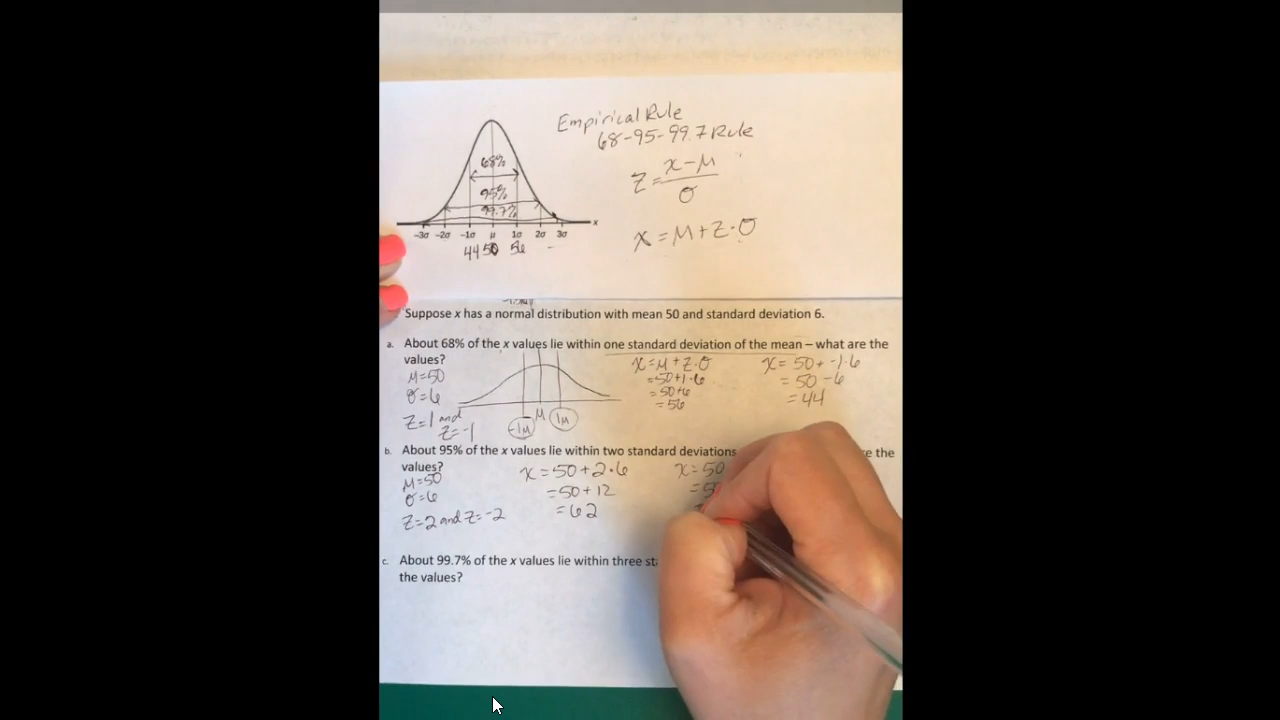 Empirical Rule
68-95-99.7 Rule
68%
95%
99.7%
z = x - μ / σ
x = μ + z · σ
-3σ -2σ -1σ μ 1σ 2σ 3σ x
44 50 56
Suppose x has a normal distribution with mean 50 and standard deviation 6.
a. About 68% of the x values lie within one standard deviation of the mean – what are the
values?
μ=50
σ=6
z=1 and
z=-1
-1μ μ 1μ
x = μ + z·σ
=50+1·6
=50+6
=56
x = 50 + -1·6
= 50 - 6
= 44
b. About 95% of the x values lie within two standard deviations
the
values?
μ=50
σ=6
z=2 and z=-2
x = 50 + 2·6
=50 + 12
= 62
x = 50
c. About 99.7% of the x values lie within three
the values?